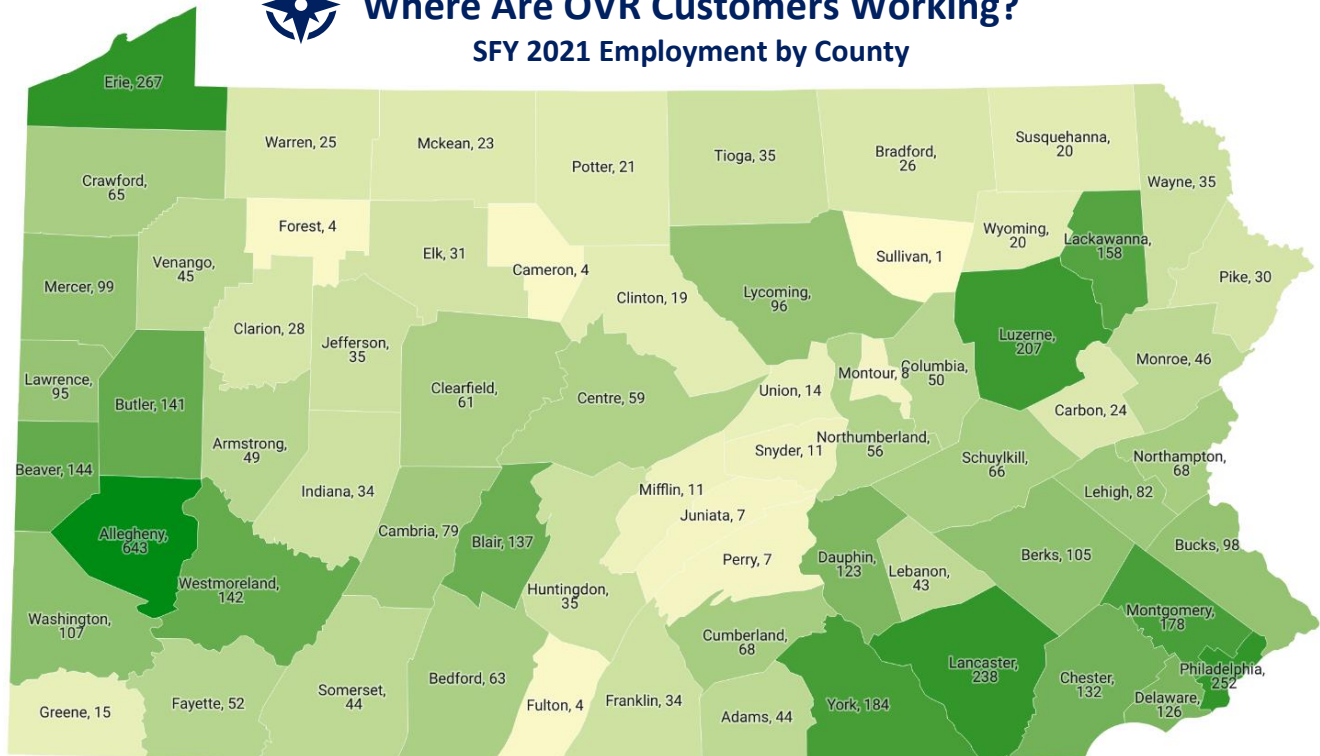 Where Are OVR Customers Working?
SFY 2021 Employment by County
Erie, 267
Warren, 25
Mckean, 23
Potter, 21
Tioga, 35
Bradford,
26
Susquehanna,
20
Wayne, 35
Crawford,
65
Forest, 4
Elk, 31
Cameron, 4
Sullivan, 1
Wyoming,
20
Lackawanna,
158
Pike, 30
Mercer, 99
Venango,
45
Clinton, 19
Lycoming,
96
Clarion, 28
Jefferson,
35
Luzerne,
207
Monroe, 46
Lawrence,
95
Butler, 141
Clearfield,
61
Centre, 59
Union, 14
Montour, 8
Columbia,
50
Carbon, 24
Armstrong,
49
Snyder, 11
Northumberland,
56
Schuylkill,
66
Northampton,
68
Beaver, 144
Indiana, 34
Mifflin, 11
Lehigh, 82
Allegheny,
643
Cambria, 79
Blair, 137
Juniata, 7
Perry, 7
Dauphin,
123
Lebanon,
43
Berks, 105
Bucks, 98
Westmoreland,
142
Huntingdon,
35
Washington,
107
Cumberland,
68
Montgomery,
178
Greene, 15
Fayette, 52
Somerset,
44
Bedford, 63
Fulton, 4
Franklin, 34
Adams, 44
York, 184
Lancaster,
238
Chester,
132
Delaware,
126
Philadelphia,
252